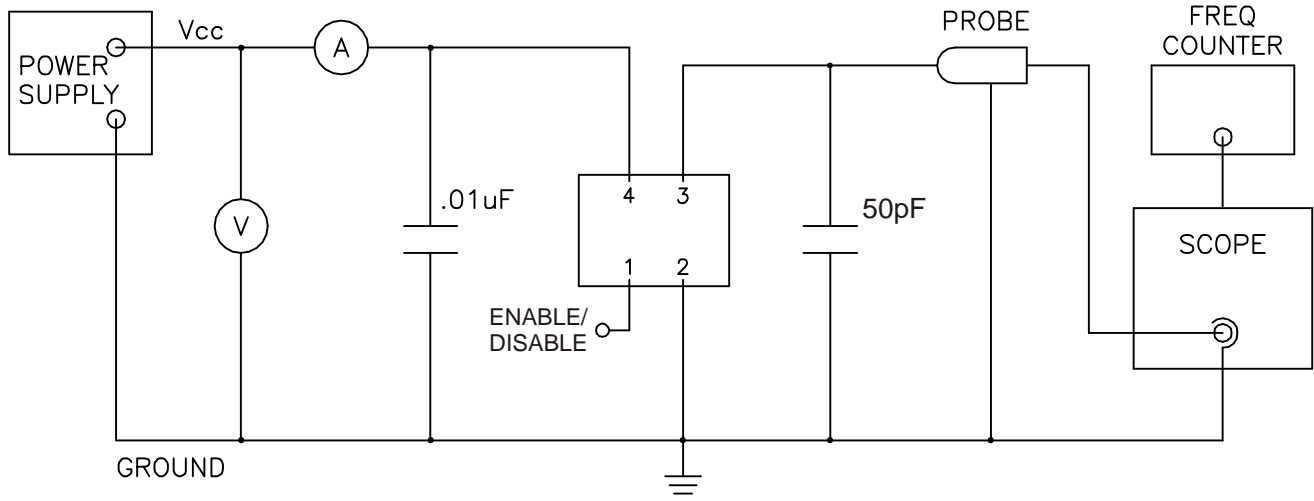 POWER
SUPPLY
Vcc
A
V
.01uF
4 3
1 2
ENABLE/
DISABLE
50pF
PROBE
FREQ
COUNTER
SCOPE
GROUND